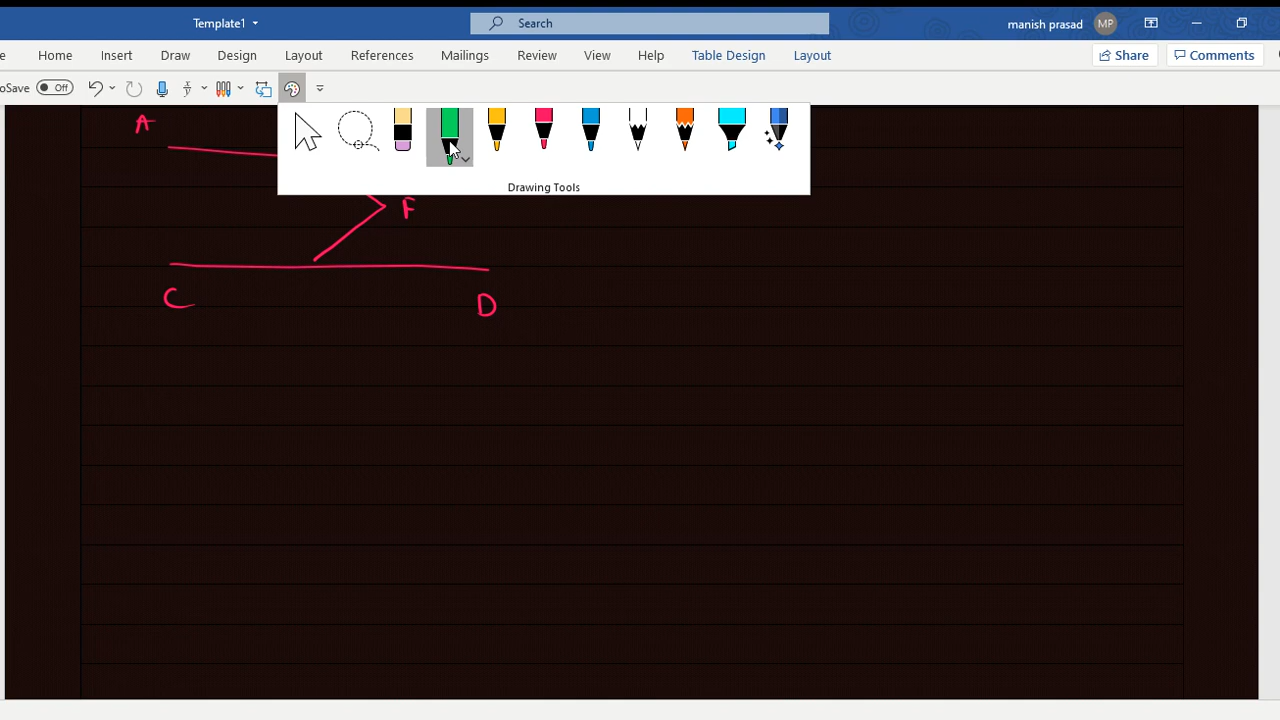 Template1 Search manish prasad MP
Home Insert Draw Design Layout References Mailings Review View Help Table Design Layout Share Comments
oSave Off
A
Drawing Tools
F
C
D